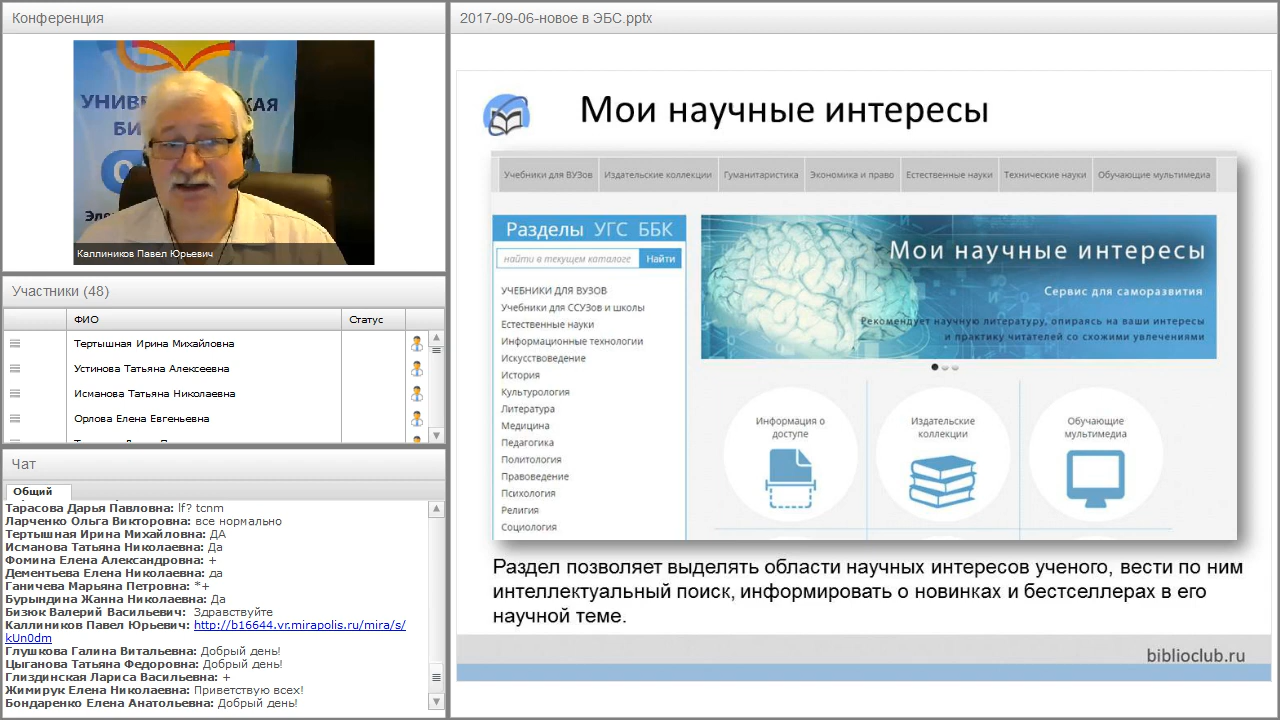 Конференция
УНИВЕ
КАЯ
БИ
Эле
Каллиников Павел Юрьевич
Участники (48)
ФИО
Статус
Тертышная Ирина Михайловна
Устинова Татьяна Алексеевна
Исманова Татьяна Николаевна
Орлова Елена Евгеньевна
Чат
Общий
Тарасова Дарья Павловна: lf? tcnm
Ларченко Ольга Викторовна: все нормально
Тертышная Ирина Михайловна: ДА
Исманова Татьяна Николаевна: Да
Фомина Елена Александровна: +
Дементьева Елена Николаевна: да
Ганичева Марьяна Петровна: *+
Бурындина Жанна Николаевна: Да
Бизюк Валерий Васильевич: Здравствуйте
Каллиников Павел Юрьевич: http://b16644.vr.mirapolis.ru/mira/s/
kUn0dm
Глушкова Галина Витальевна: Добрый день!
Цыганова Татьяна Федоровна: Добрый день!
Глиздинская Лариса Васильевна: +
Жимирук Елена Николаевна: Приветствую всех!
Бондаренко Елена Анатольевна: Добрый день!
2017-09-06-новое в ЭБС.pptx
Мои научные интересы
Учебники для ВУЗов Издательские коллекции Гуманитаристика Экономика и право Естественные науки Технические науки Обучающие мультимедиа
Разделы УГС ББК
найти в текущем каталоге Найти
УЧЕБНИКИ ДЛЯ ВУЗОВ
Учебники для ССУЗов и школы
Естественные науки
Информационные технологии
Искусствоведение
История
Культурология
Литература
Медицина
Педагогика
Политология
Правоведение
Психология
Религия
Социология
Мои научные интересы
Сервис для саморазвития
Рекомендует научную литературу, опираясь на ваши интересы
и практику читателей со схожими увлечениями
Информация о
доступе
Издательские
коллекции
Обучающие
мультимедиа
Раздел позволяет выделять области научных интересов ученого, вести по ним
интеллектуальный поиск, информировать о новинках и бестселлерах в его
научной теме.
biblioclub.ru